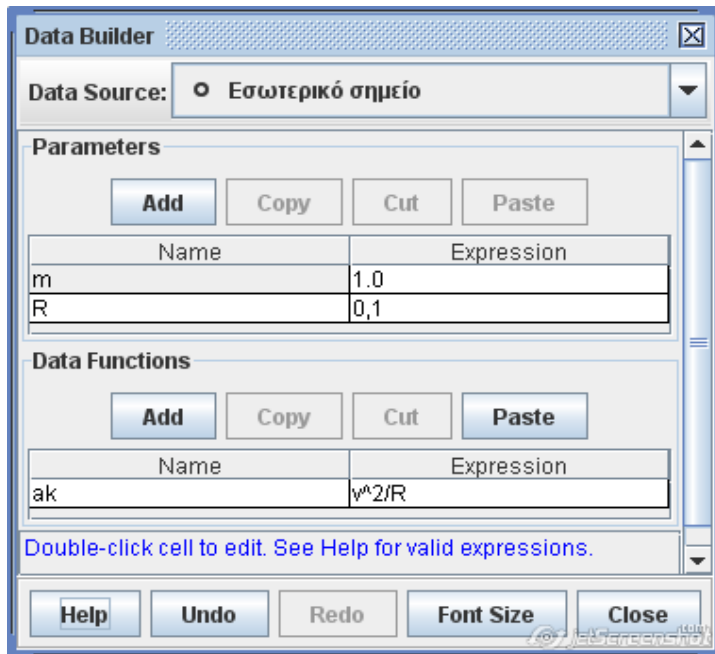 Data Builder
Data Source: Εσωτερικό σημείο
Parameters
Add Copy Cut Paste
Name Expression
m 1.0
R 0,1
Data Functions
Add Copy Cut Paste
Name Expression
ak v^2/R
Double-click cell to edit. See Help for valid expressions.
Help Undo Redo Font Size Close
jetScreenshot.com